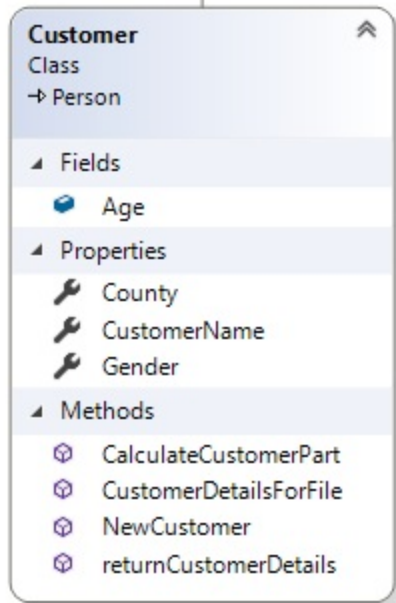 Customer
Class
Person
Fields
Age
Properties
County
CustomerName
Gender
Methods
CalculateCustomerPart
CustomerDetailsForFile
NewCustomer
returnCustomerDetails